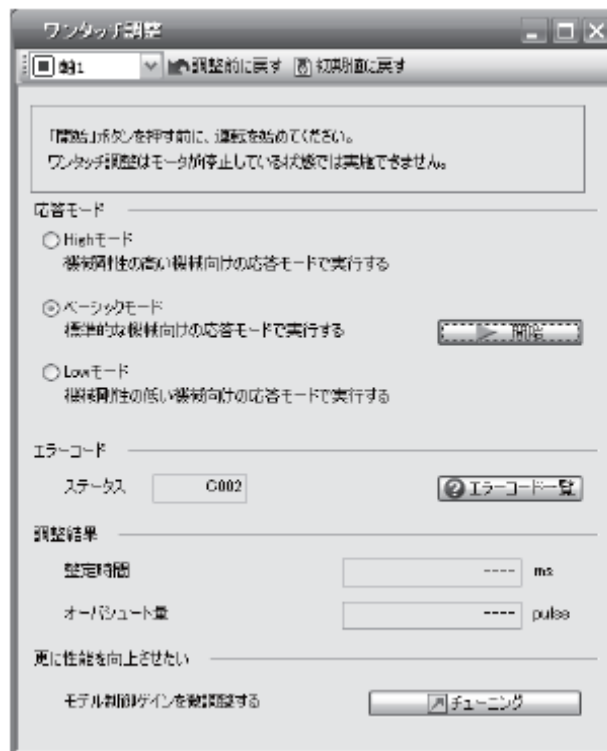 ワンタッチ調整
軸1 調整前に戻す 初期値に戻す
「開始」ボタンを押す前に、運転を始めてください。
ワンタッチ調整はモータが停止している状態では実施できません。
応答モード
Highモード
機械剛性の高い機械向けの応答モードで実行する
ベーシックモード
標準的な機械向けの応答モードで実行する
開始
Lowモード
機械剛性の低い機械向けの応答モードで実行する
エラーコード
ステータス C002 エラーコード一覧
調整結果
整定時間 ---- ms
オーバシュート量 ---- pulse
更に性能を向上させたい
モデル制御ゲインを微調整する チューニング